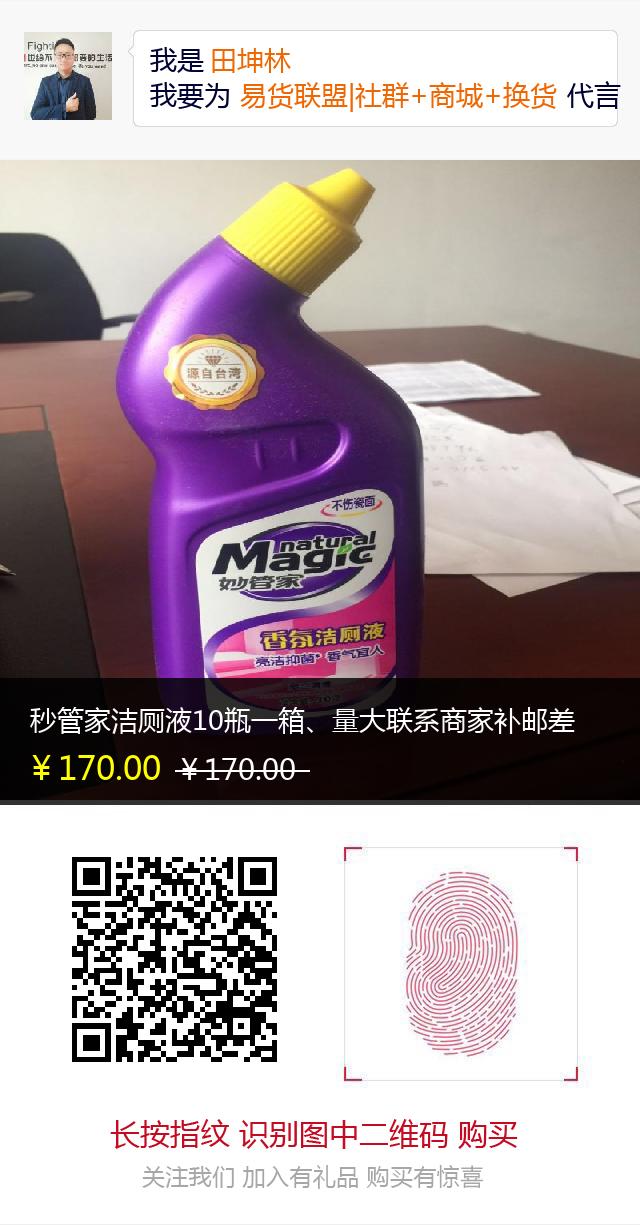 Fighti
我是 田坤林
我要为 易货联盟|社群+商城+换货 代言
源自台湾
不伤瓷面
natural
Magic
妙管家
香氛洁厕液
亮洁抑菌* 香气宜人
秒管家洁厕液10瓶一箱、量大联系商家补邮差
￥170.00 ￥170.00
长按指纹 识别图中二维码 购买
关注我们 加入有礼品 购买有惊喜